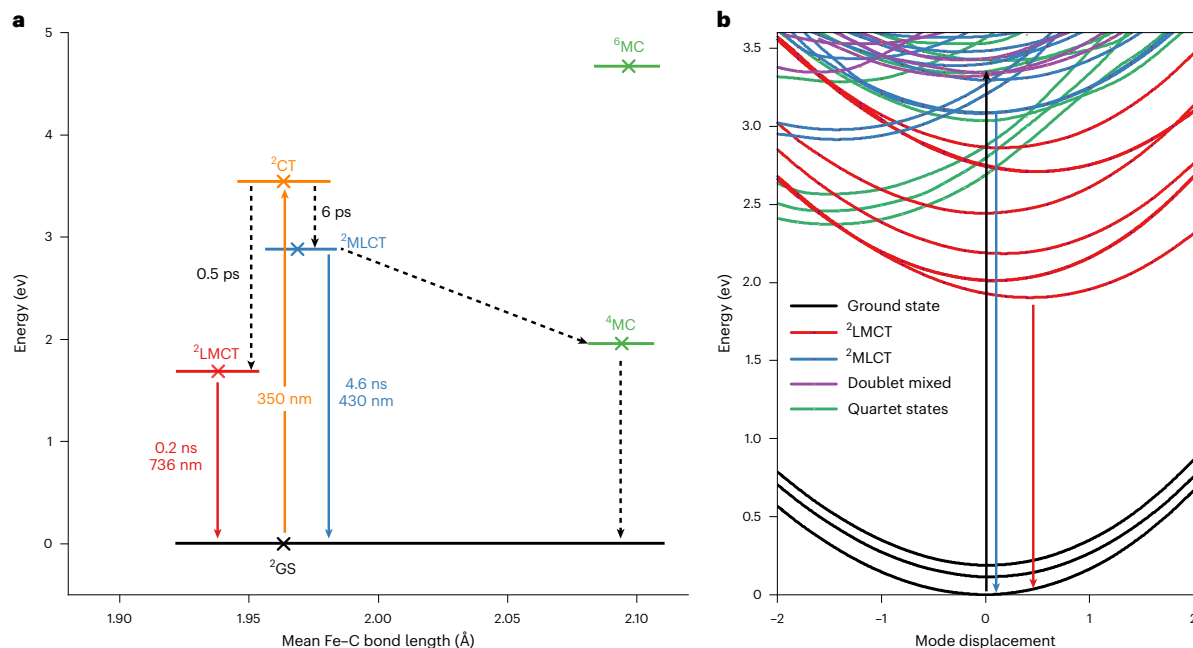 a
Energy (ev)
5
4
3
2
1
0
1.90
1.95
2.00
2.05
2.10
Mean Fe–C bond length (Å)
⁶MC
²CT
6 ps
²MLCT
0.5 ps
⁴MC
²LMCT
350 nm
4.6 ns
430 nm
0.2 ns
736 nm
²GS
b
Energy (ev)
3.5
3.0
2.5
2.0
1.5
1.0
0.5
0
–2
–1
0
1
2
Mode displacement
Ground state
²LMCT
²MLCT
Doublet mixed
Quartet states